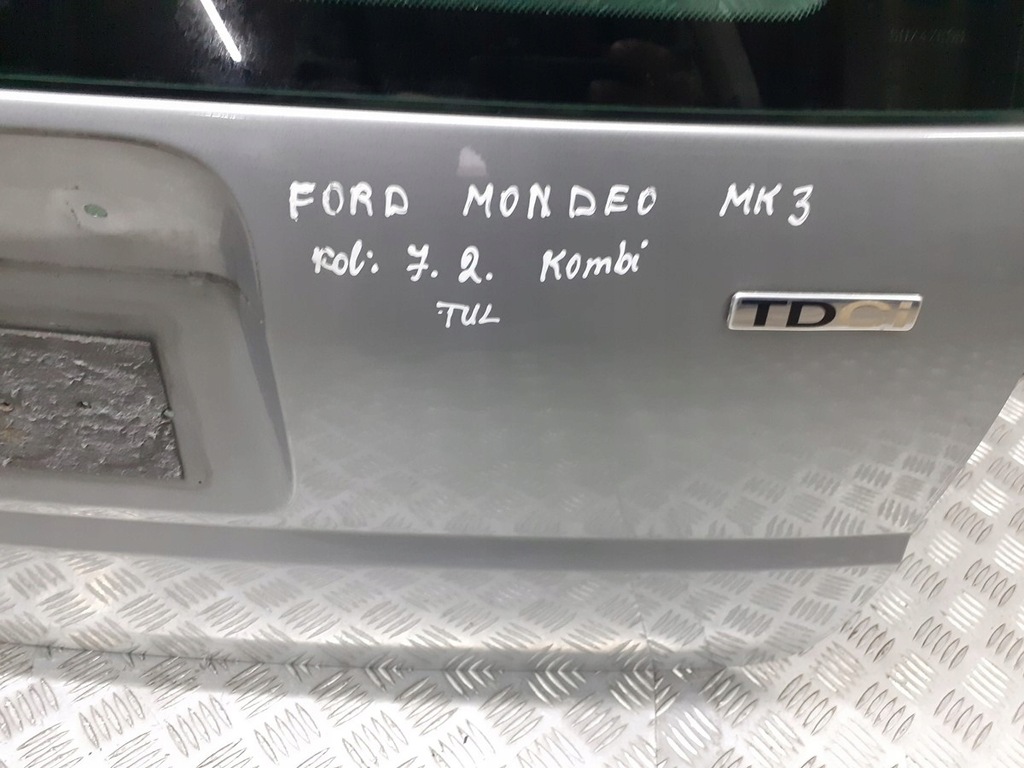 FORD MONDEO MK3
kol: 7.2. Kombi
TUL
TDCi